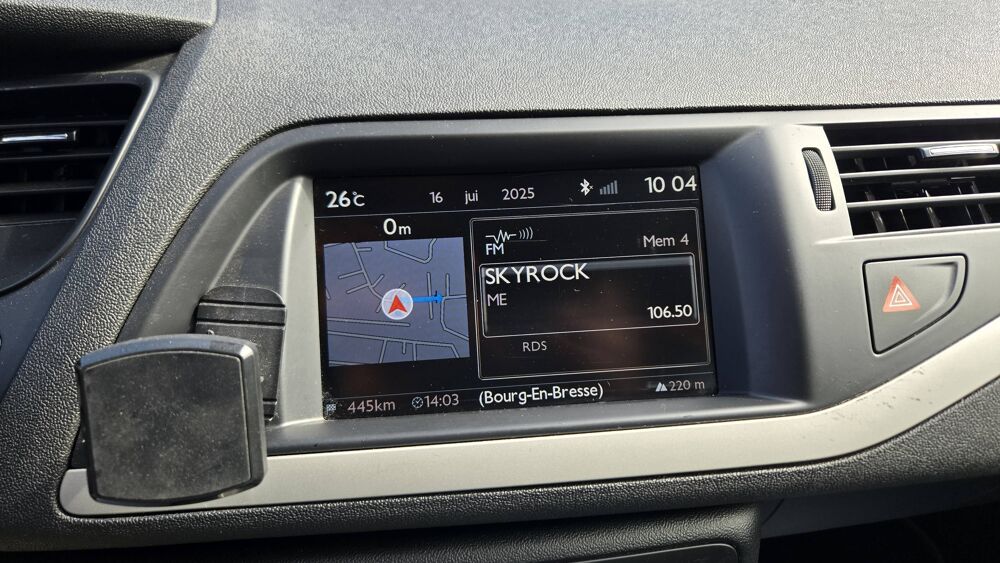 26°C 16 jui 2025 10 04
0m
FM Mem 4
SKYROCK
ME
106.50
RDS
445km 14:03 (Bourg-En-Bresse) 220 m